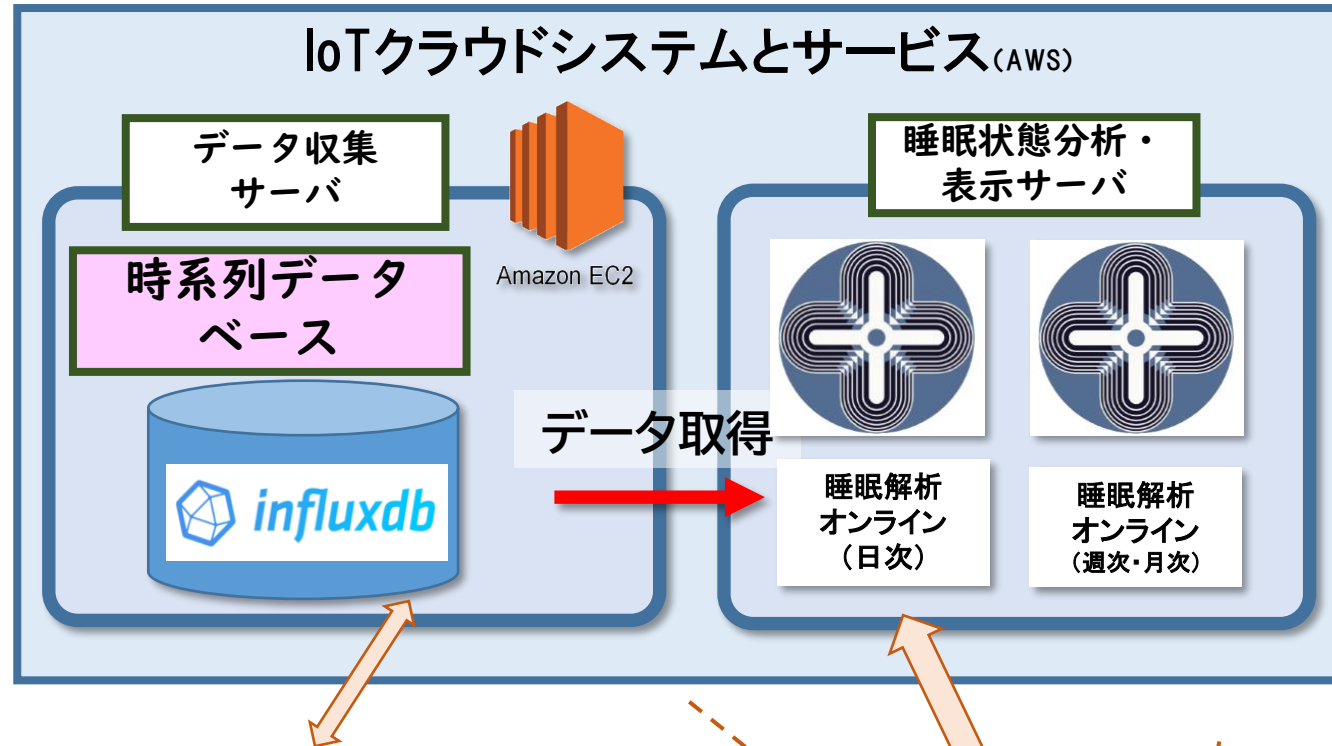 IoTクラウドシステムとサービス(AWS)
データ収集
サーバ
Amazon EC2
時系列データ
ベース
influxdb
データ取得
睡眠状態分析・
表示サーバ
睡眠解析
オンライン
(日次)
睡眠解析
オンライン
(週次・月次)